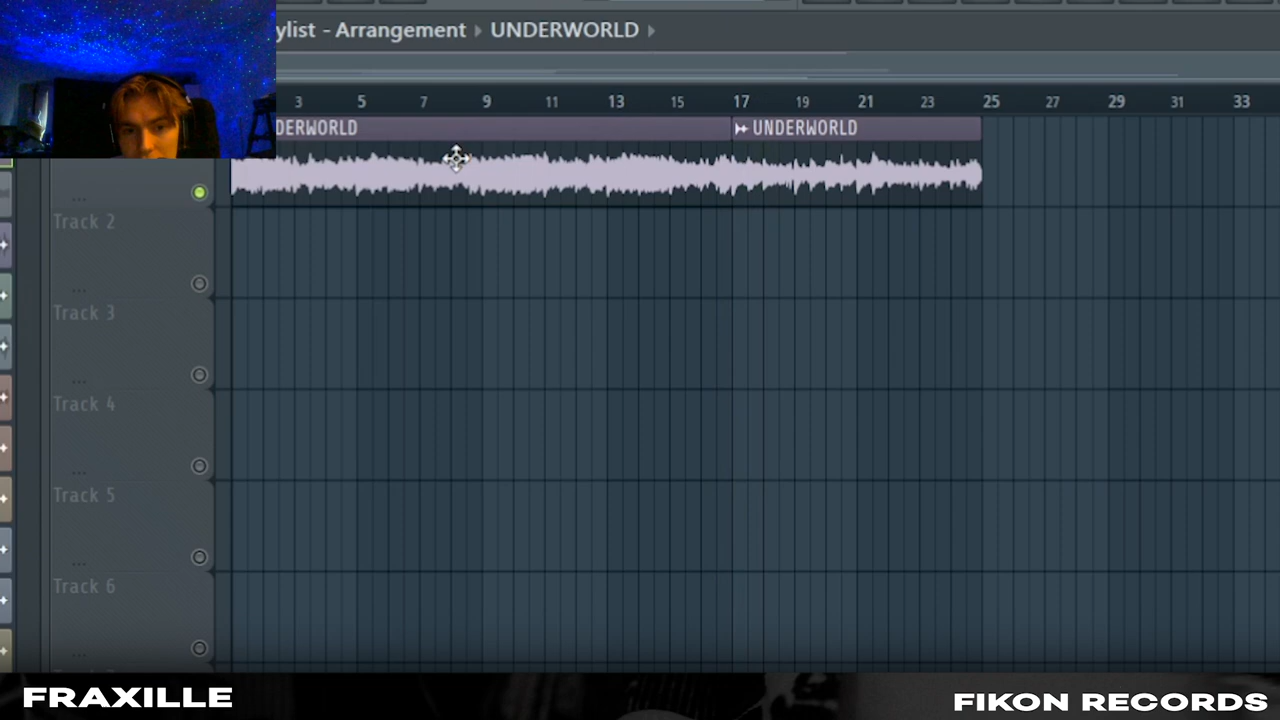 ylist - Arrangement ▸ UNDERWORLD ▸
3 5 7 9 11 13 15 17 19 21 23 25 27 29 31 33
DERWORLD UNDERWORLD
...
Track 2
...
Track 3
...
Track 4
...
Track 5
...
Track 6
FRAXILLE
FIKON RECORDS